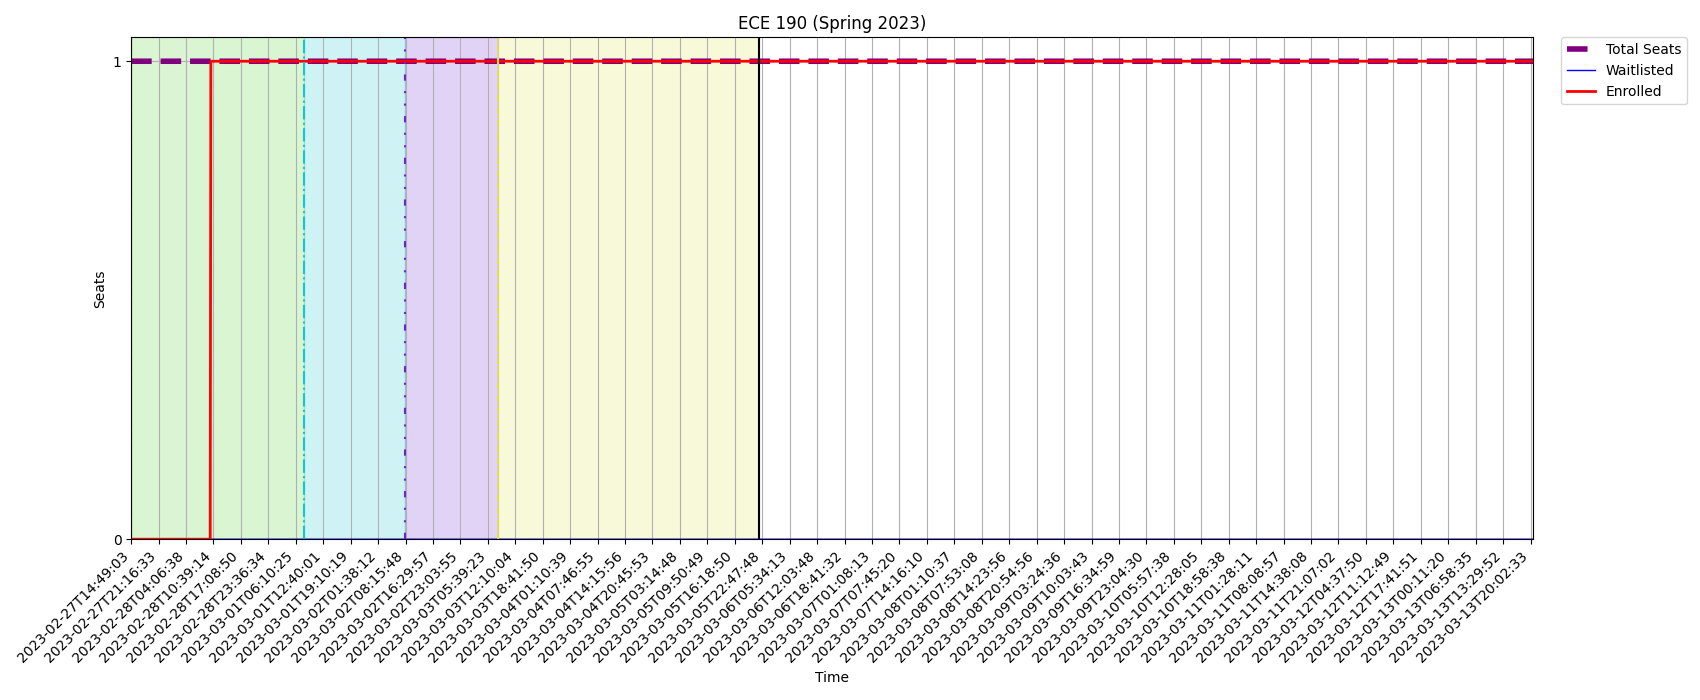 ECE 190 (Spring 2023)
Total Seats
Waitlisted
Enrolled
1
Seats
0
2023-02-27T14:49:03
2023-02-27T21:16:33
2023-02-28T04:06:38
2023-02-28T10:39:14
2023-02-28T17:08:50
2023-02-28T23:36:34
2023-03-01T06:10:25
2023-03-01T12:40:01
2023-03-01T19:10:19
2023-03-02T01:38:12
2023-03-02T08:15:48
2023-03-02T16:29:57
2023-03-02T23:03:55
2023-03-03T05:39:23
2023-03-03T12:10:04
2023-03-03T18:41:50
2023-03-04T01:10:39
2023-03-04T07:46:55
2023-03-04T14:15:56
2023-03-04T20:45:53
2023-03-05T03:14:48
2023-03-05T09:50:49
2023-03-05T16:18:50
2023-03-05T22:47:48
2023-03-06T05:34:13
2023-03-06T12:03:48
2023-03-06T18:41:32
2023-03-07T01:08:13
2023-03-07T07:45:20
2023-03-07T14:16:10
2023-03-08T01:10:37
2023-03-08T07:53:08
2023-03-08T14:23:56
2023-03-08T20:54:56
2023-03-09T03:24:36
2023-03-09T10:03:43
2023-03-09T16:34:59
2023-03-09T23:04:30
2023-03-10T05:57:38
2023-03-10T12:28:05
2023-03-10T18:58:38
2023-03-11T01:28:11
2023-03-11T08:08:57
2023-03-11T14:38:08
2023-03-11T21:07:02
2023-03-12T04:37:50
2023-03-12T11:12:49
2023-03-12T17:41:51
2023-03-13T00:11:20
2023-03-13T06:58:35
2023-03-13T13:29:52
2023-03-13T20:02:33
Time